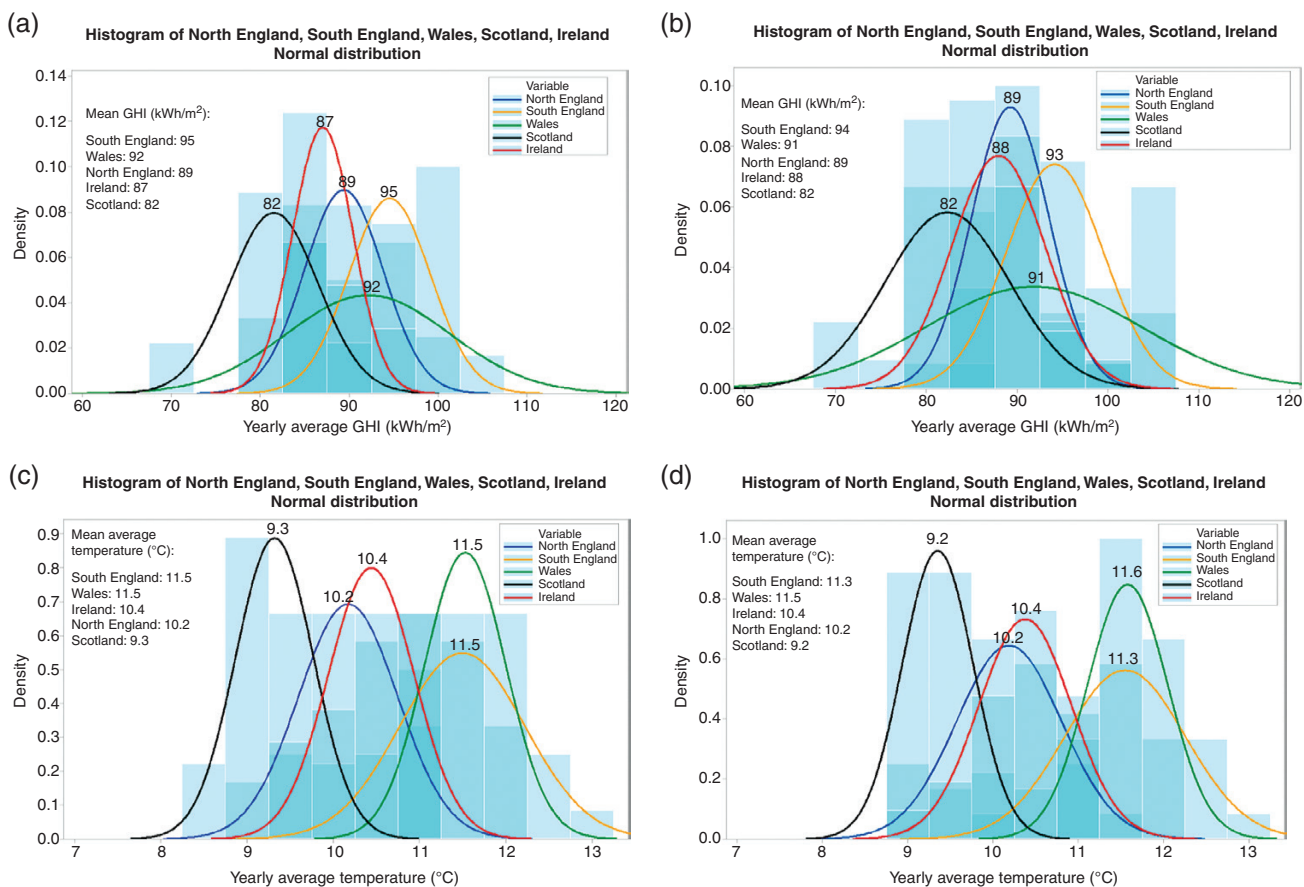 (a)
Histogram of North England, South England, Wales, Scotland, Ireland
Normal distribution
0.14
0.12
0.10
0.08
0.06
0.04
0.02
0.00
Density
Mean GHI (kWh/m²):
South England: 95
Wales: 92
North England: 89
Ireland: 87
Scotland: 82
Variable
North England
South England
Wales
Scotland
Ireland
87
89
95
82
92
60 70 80 90 100 110 120
Yearly average GHI (kWh/m²)
(b)
Histogram of North England, South England, Wales, Scotland, Ireland
Normal distribution
0.10
0.08
0.06
0.04
0.02
0.00
Density
Mean GHI (kWh/m²):
South England: 94
Wales: 91
North England: 89
Ireland: 88
Scotland: 82
Variable
North England
South England
Wales
Scotland
Ireland
89
88
93
82
91
60 70 80 90 100 110 120
Yearly average GHI (kWh/m²)
(c)
Histogram of North England, South England, Wales, Scotland, Ireland
Normal distribution
0.9
0.8
0.7
0.6
0.5
0.4
0.3
0.2
0.1
0.0
Density
Mean average
temperature (°C):
South England: 11.5
Wales: 11.5
Ireland: 10.4
North England: 10.2
Scotland: 9.3
Variable
North England
South England
Wales
Scotland
Ireland
9.3
10.4
11.5
10.2
11.5
7 8 9 10 11 12 13
Yearly average temperature (°C)
(d)
Histogram of North England, South England, Wales, Scotland, Ireland
Normal distribution
1.0
0.8
0.6
0.4
0.2
0.0
Density
Mean average
temperature (°C):
South England: 11.3
Wales: 11.5
Ireland: 10.4
North England: 10.2
Scotland: 9.2
Variable
North England
South England
Wales
Scotland
Ireland
9.2
11.6
10.4
10.2
11.3
7 8 9 10 11 12 13
Yearly average temperature (°C)